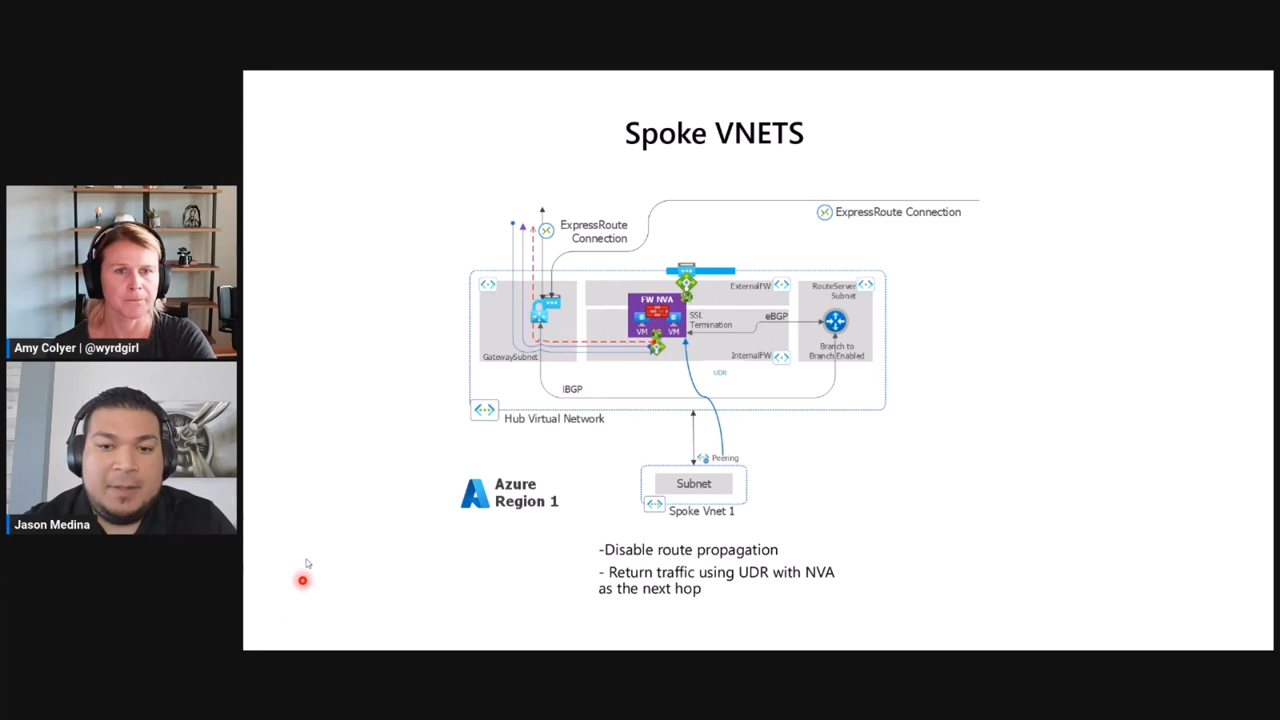 Spoke VNETS
ExpressRoute
Connection
ExpressRoute Connection
ExternalFW
RouteServer
Subnet
FW NVA
VM
VM
SSL
Termination
eBGP
Branch to
Branch Enabled
GatewaySubnet
InternalFW
UDR
iBGP
Hub Virtual Network
Peering
Subnet
Spoke Vnet 1
Azure
Region 1
-Disable route propagation
- Return traffic using UDR with NVA
as the next hop
Amy Colyer | @wyrdgirl
Jason Medina